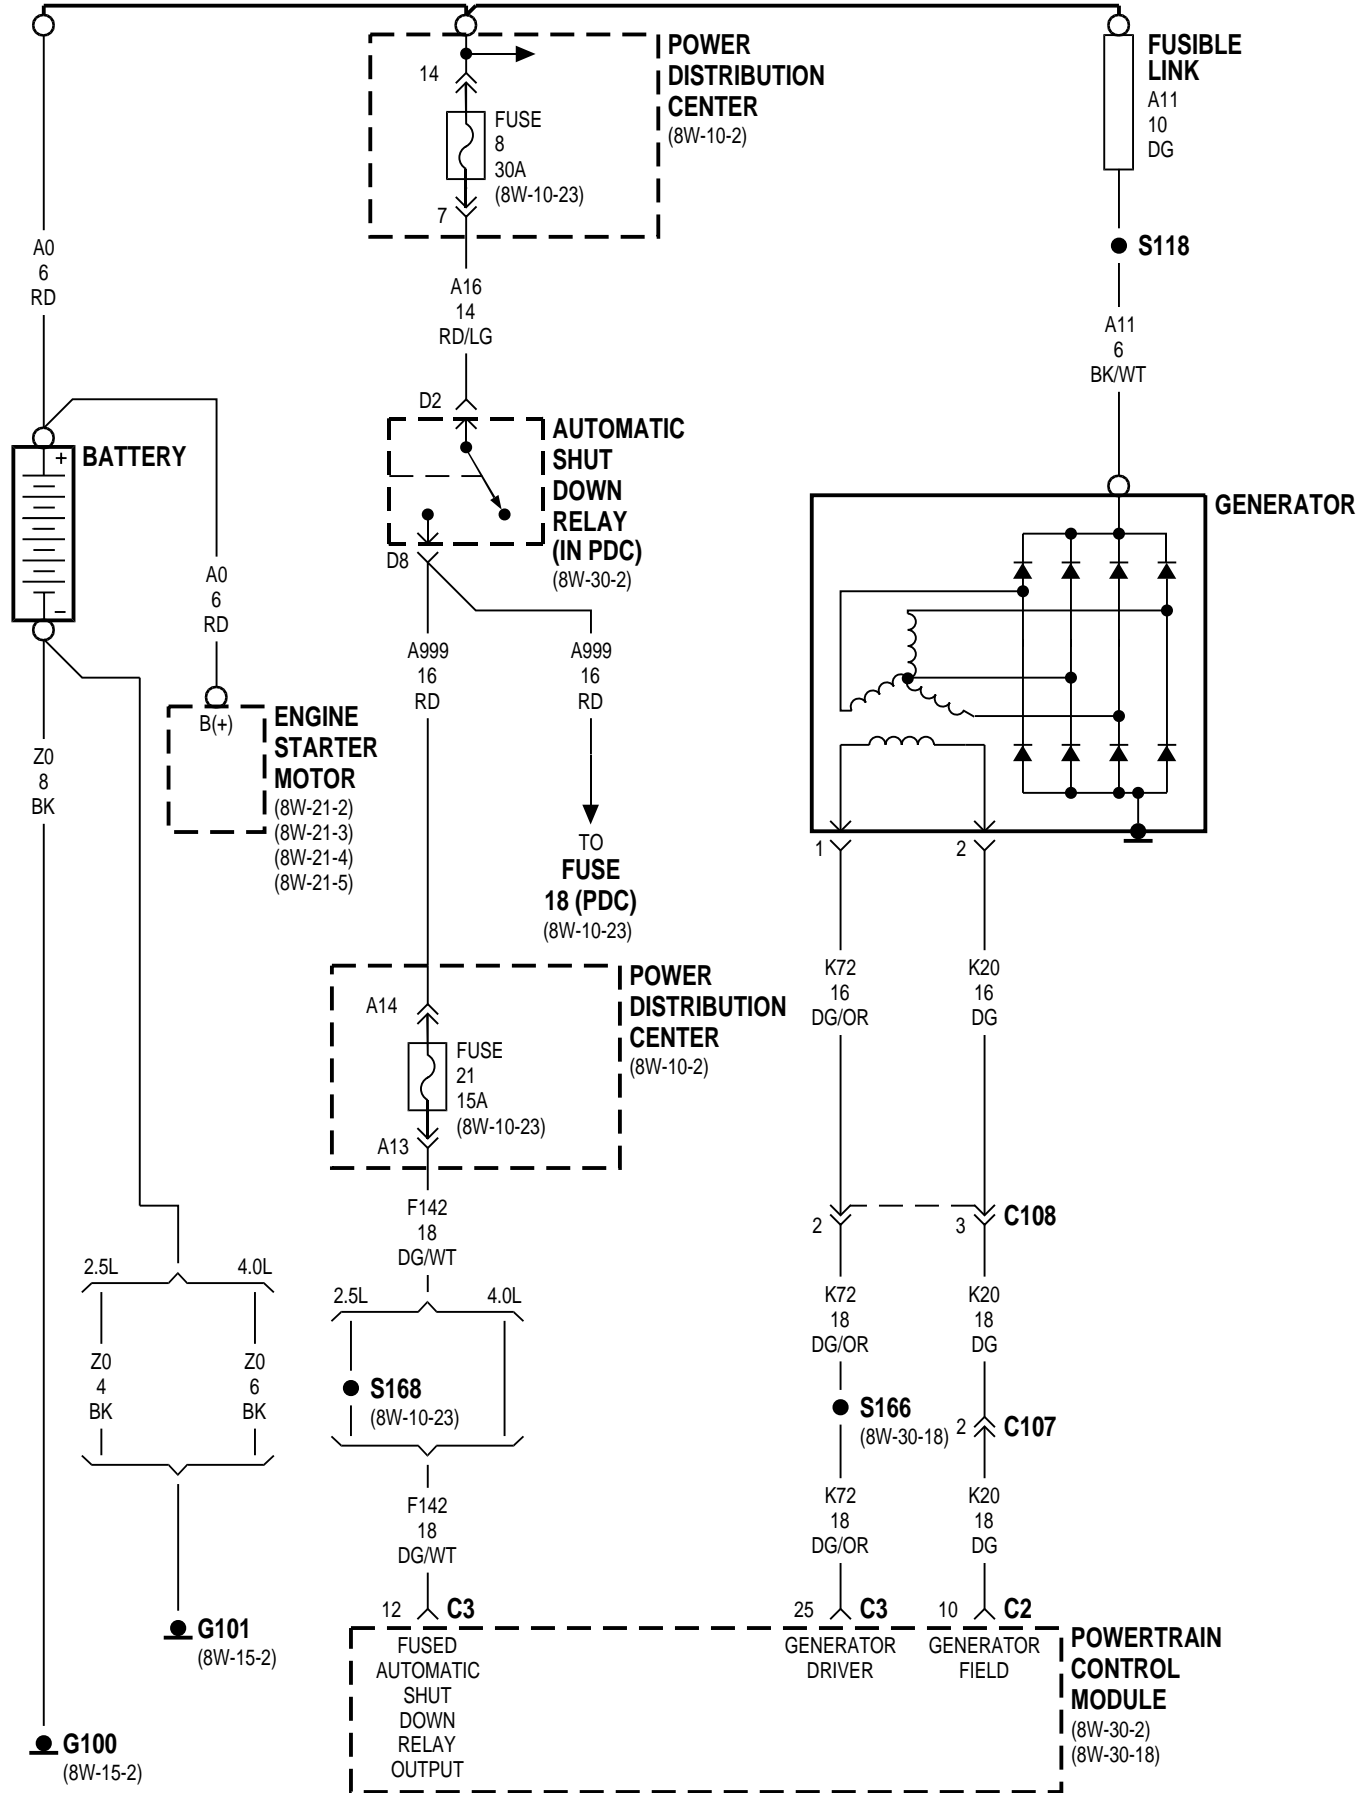 POWER
DISTRIBUTION
CENTER
(8W-10-2)
14
FUSE
8
30A
(8W-10-23)
7
FUSIBLE
LINK
A11
10
DG
S118
A11
6
BK/WT
A0
6
RD
A16
14
RD/LG
D2
AUTOMATIC
SHUT
DOWN
RELAY
(IN PDC)
(8W-30-2)
D8
+
BATTERY
–
A0
6
RD
GENERATOR
A999
16
RD
A999
16
RD
B(+)
ENGINE
STARTER
MOTOR
(8W-21-2)
(8W-21-3)
(8W-21-4)
(8W-21-5)
Z0
8
BK
TO
FUSE
18 (PDC)
(8W-10-23)
1
2
K72
16
DG/OR
K20
16
DG
POWER
DISTRIBUTION
CENTER
(8W-10-2)
A14
FUSE
21
15A
(8W-10-23)
A13
F142
18
DG/WT
2
3
C108
2.5L
4.0L
Z0
4
BK
Z0
6
BK
2.5L
4.0L
S168
(8W-10-23)
K72
18
DG/OR
K20
18
DG
S166
(8W-30-18)
2
C107
F142
18
DG/WT
K72
18
DG/OR
K20
18
DG
12
C3
25
C3
10
C2
G101
(8W-15-2)
FUSED
AUTOMATIC
SHUT
DOWN
RELAY
OUTPUT
GENERATOR
DRIVER
GENERATOR
FIELD
POWERTRAIN
CONTROL
MODULE
(8W-30-2)
(8W-30-18)
G100
(8W-15-2)